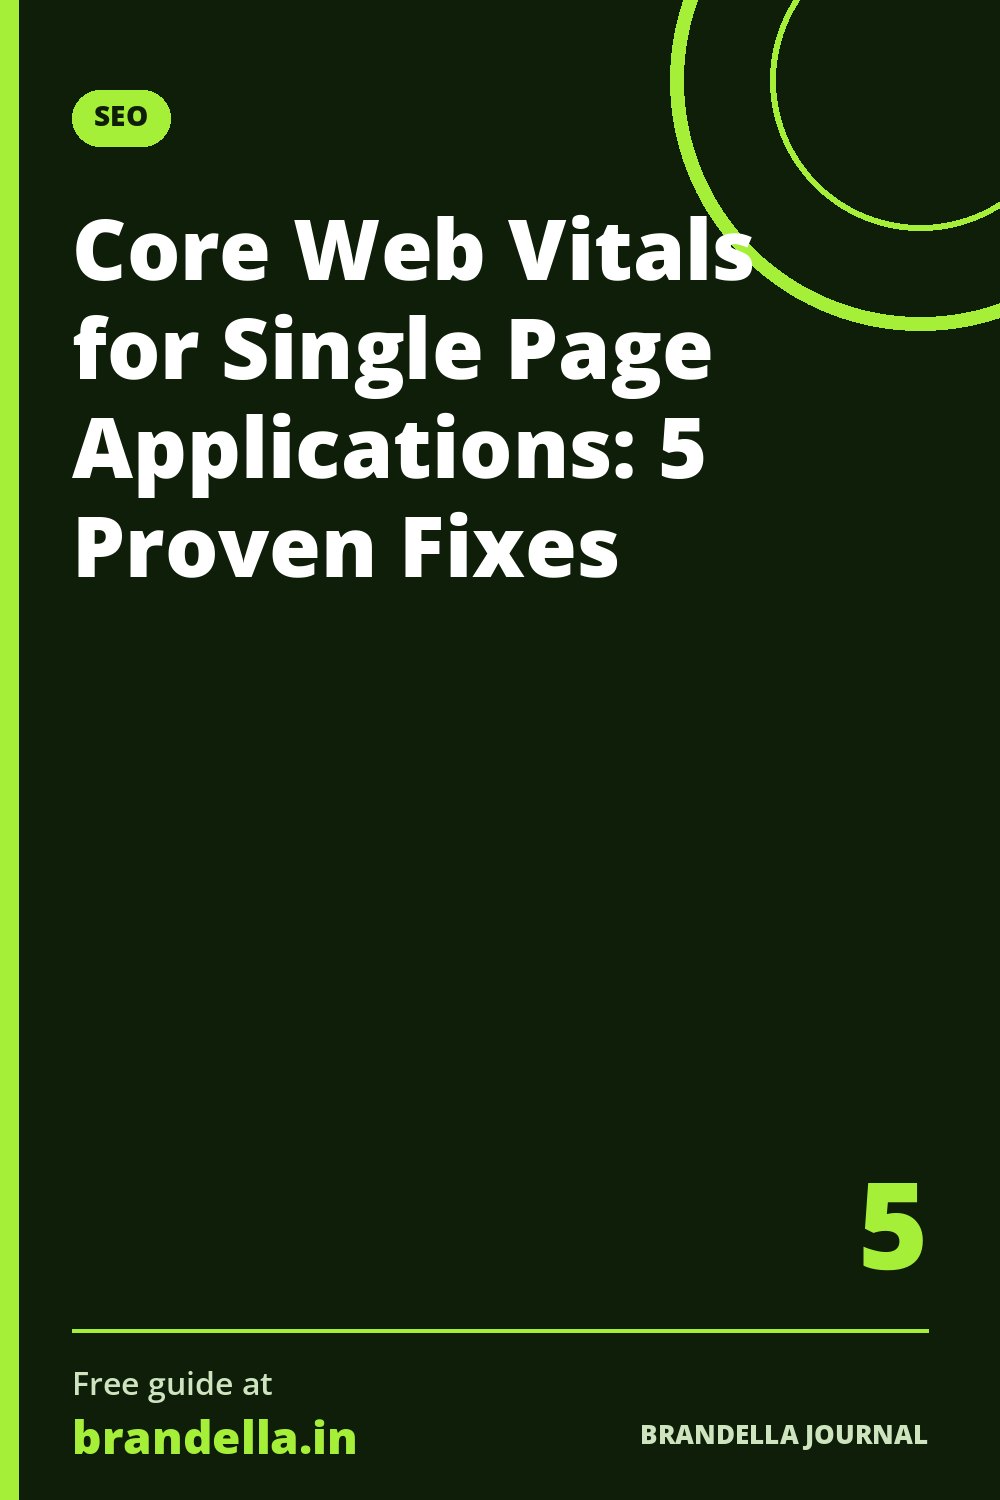 SEO
Core Web Vitals
for Single Page
Applications: 5
Proven Fixes
5
Free guide at
brandella.in
BRANDELLA JOURNAL